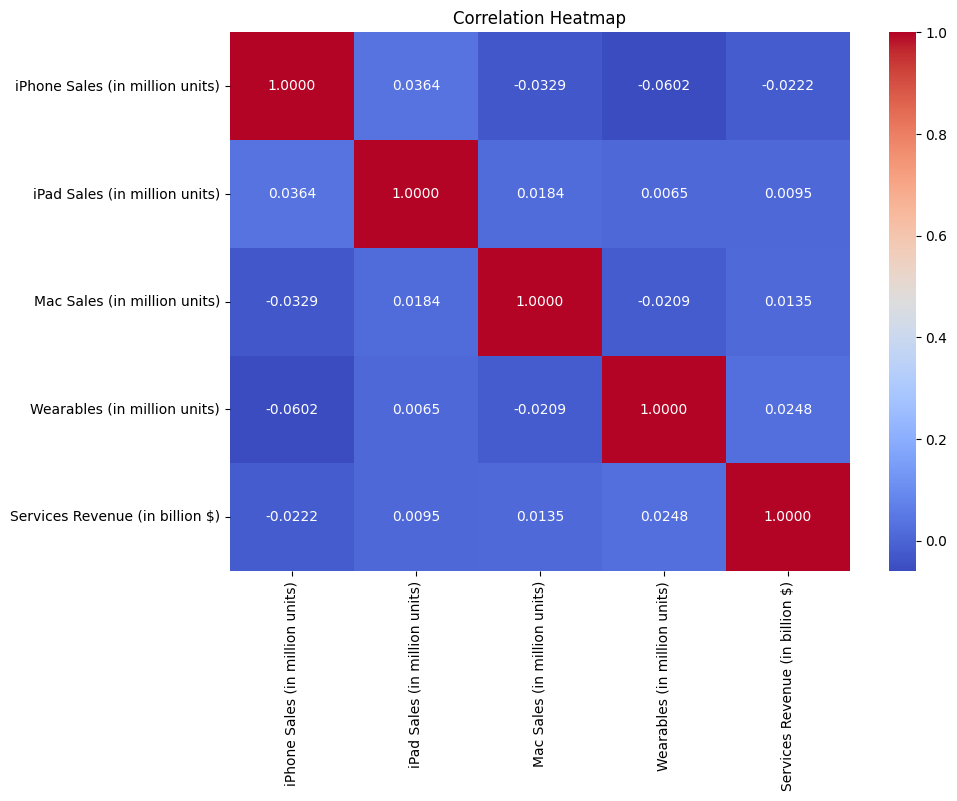 Correlation Heatmap
iPhone Sales (in million units) 1.0000 0.0364 -0.0329 -0.0602 -0.0222
iPad Sales (in million units) 0.0364 1.0000 0.0184 0.0065 0.0095
Mac Sales (in million units) -0.0329 0.0184 1.0000 -0.0209 0.0135
Wearables (in million units) -0.0602 0.0065 -0.0209 1.0000 0.0248
Services Revenue (in billion $) -0.0222 0.0095 0.0135 0.0248 1.0000
iPhone Sales (in million units)
iPad Sales (in million units)
Mac Sales (in million units)
Wearables (in million units)
Services Revenue (in billion $)
1.0
0.8
0.6
0.4
0.2
0.0